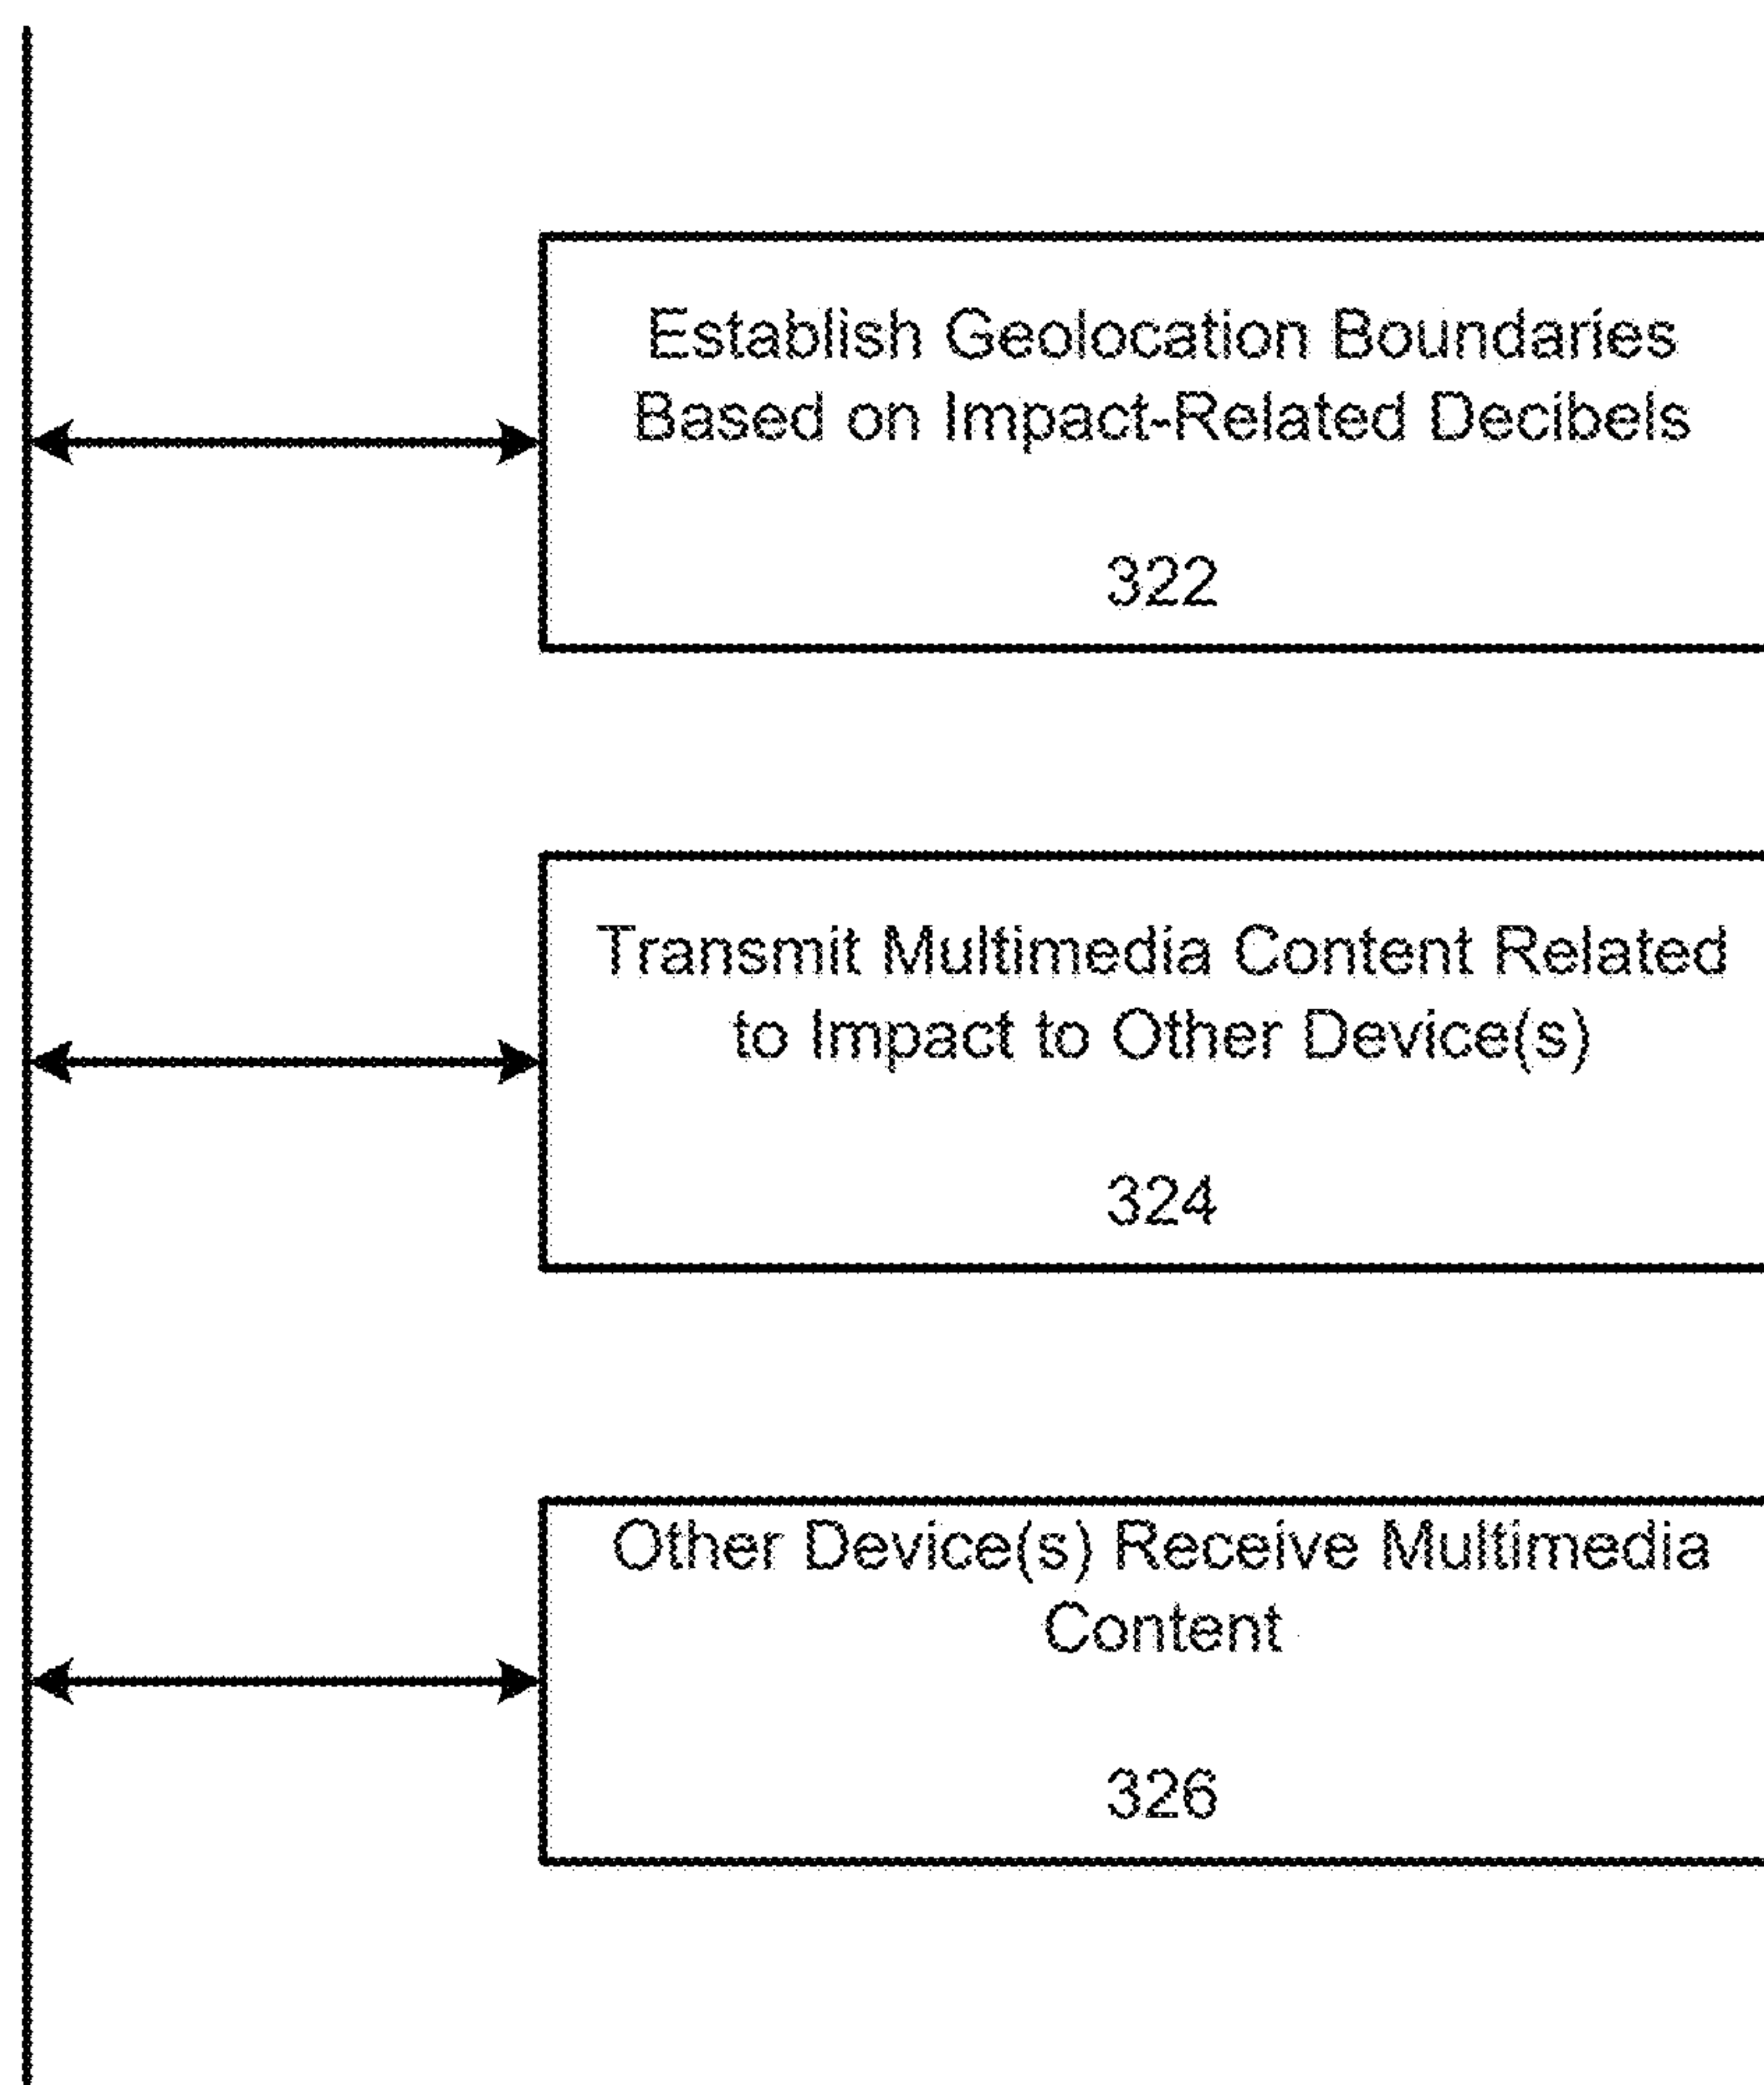 Establish Geolocation Boundaries
Based on Impact-Related Decibels
322
Transmit Multimedia Content Related
to Impact to Other Device(s)
324
Other Device(s) Receive Multimedia
Content
326